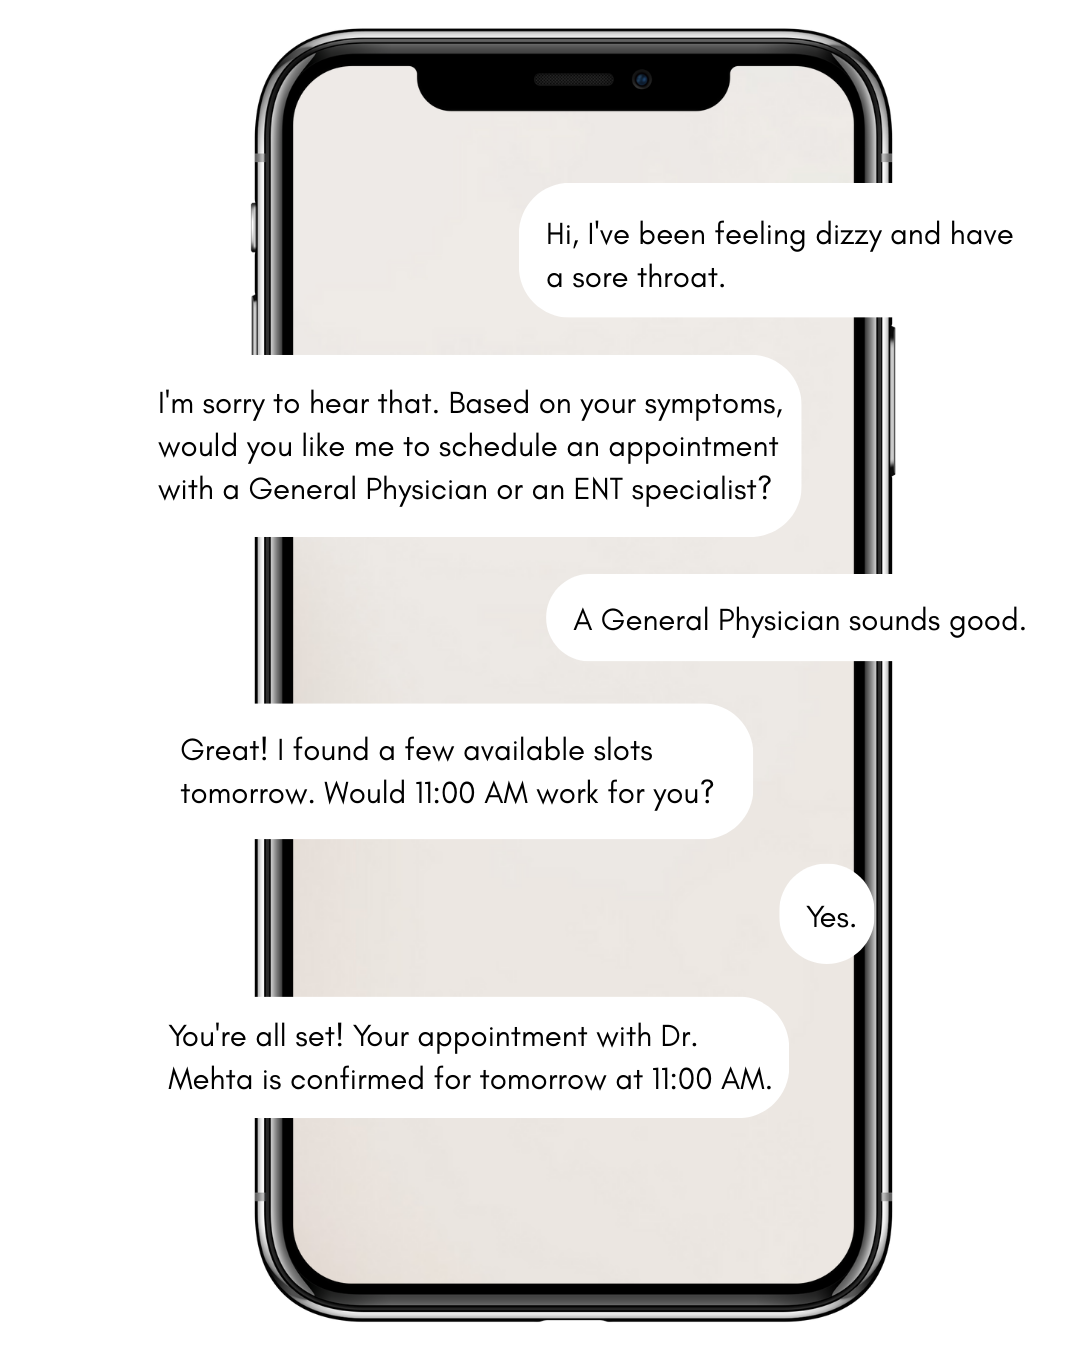 Hi, I've been feeling dizzy and have
a sore throat.
I'm sorry to hear that. Based on your symptoms,
would you like me to schedule an appointment
with a General Physician or an ENT specialist?
A General Physician sounds good.
Great! I found a few available slots
tomorrow. Would 11:00 AM work for you?
Yes.
You're all set! Your appointment with Dr.
Mehta is confirmed for tomorrow at 11:00 AM.